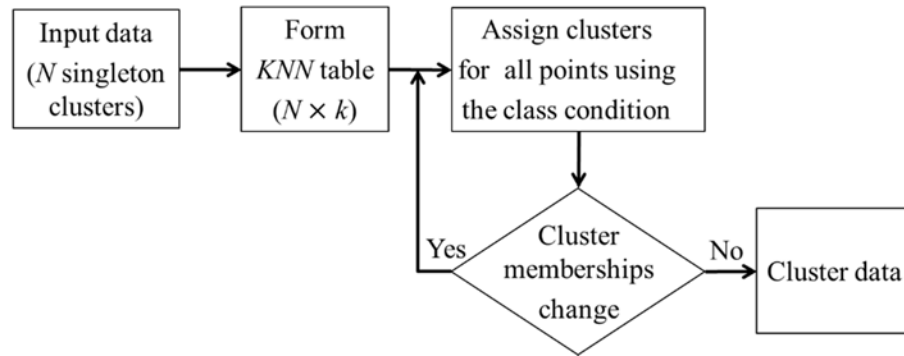 Input data
(N singleton
clusters)
Form
KNN table
(N × k)
Assign clusters
for all points using
the class condition
Yes
Cluster
memberships
change
No
Cluster data